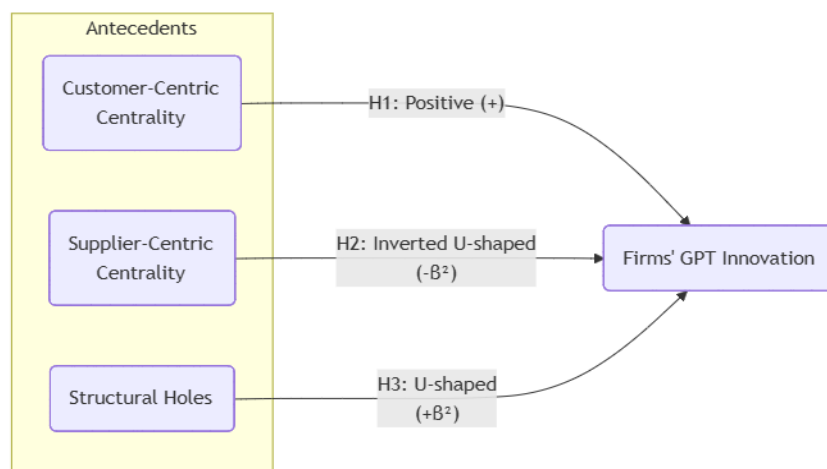 Antecedents
Customer-Centric
Centrality
H1: Positive (+)
Supplier-Centric
Centrality
H2: Inverted U-shaped
(-β²)
Firms' GPT Innovation
Structural Holes
H3: U-shaped
(+β²)